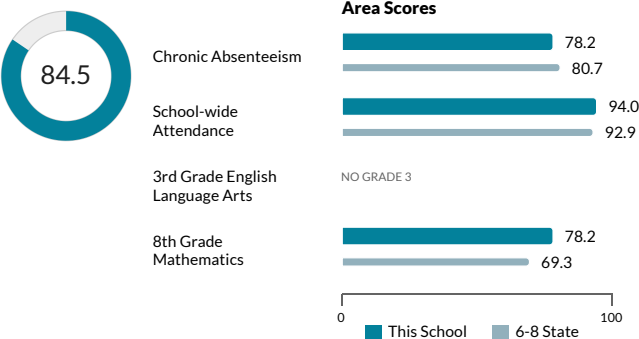 Area Scores
84.5
Chronic Absenteeism
78.2
80.7
School-wide
Attendance
94.0
92.9
3rd Grade English
Language Arts
NO GRADE 3
8th Grade
Mathematics
78.2
69.3
0
100
This School
6-8 State